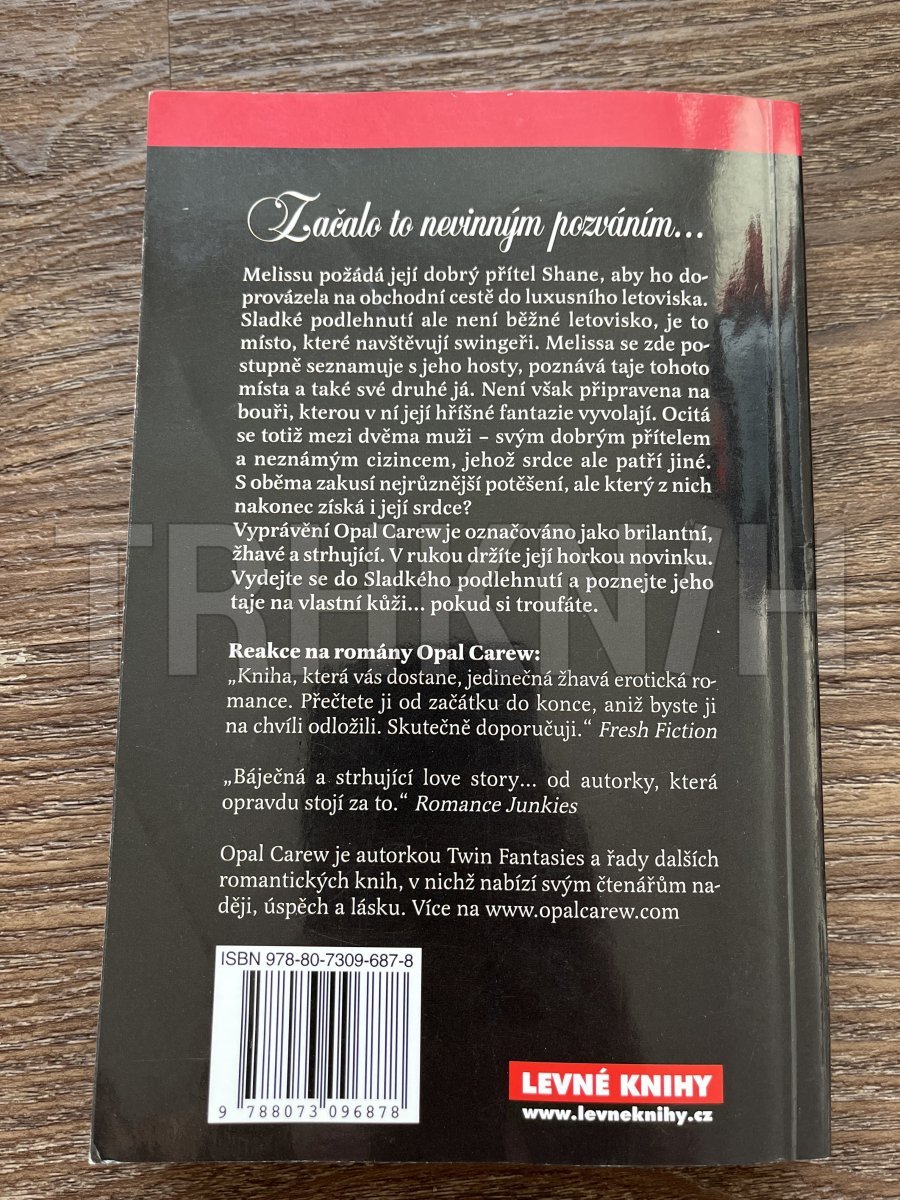 Začalo to nevinným pozváním...
Melissu požádá její dobrý přítel Shane, aby ho do-
provázela na obchodní cestě do luxusního letoviska.
Sladké podlehnutí ale není běžné letovisko, je to
místo, které navštěvují swingeři. Melissa se zde po-
stupně seznamuje s jeho hosty, poznává taje tohoto
místa a také své druhé já. Není však připravena na
bouři, kterou v ní její hříšné fantazie vyvolají. Ocitá
se totiž mezi dvěma muži – svým dobrým přítelem
a neznámým cizincem, jehož srdce ale patří jiné.
S oběma zakusí nejrůznější potěšení, ale který z nich
nakonec získá i její srdce?
Vyprávění Opal Carew je označováno jako brilantní,
žhavé a strhující. V rukou držíte její horkou novinku.
Vydejte se do Sladkého podlehnutí a poznejte jeho
taje na vlastní kůži... pokud si troufáte.
TRHKNIH
Reakce na romány Opal Carew:
„Kniha, která vás dostane, jedinečná žhavá erotická ro-
mance. Přečtete ji od začátku do konce, aniž byste ji
na chvíli odložili. Skutečně doporučuji.“ Fresh Fiction
„Báječná a strhující love story... od autorky, která
opravdu stojí za to.“ Romance Junkies
Opal Carew je autorkou Twin Fantasies a řady dalších
romantických knih, v nichž nabízí svým čtenářům na-
ději, úspěch a lásku. Více na www.opalcarew.com
ISBN 978-80-7309-687-8
9 788073 096878
LEVNÉ KNIHY
www.levneknihy.cz